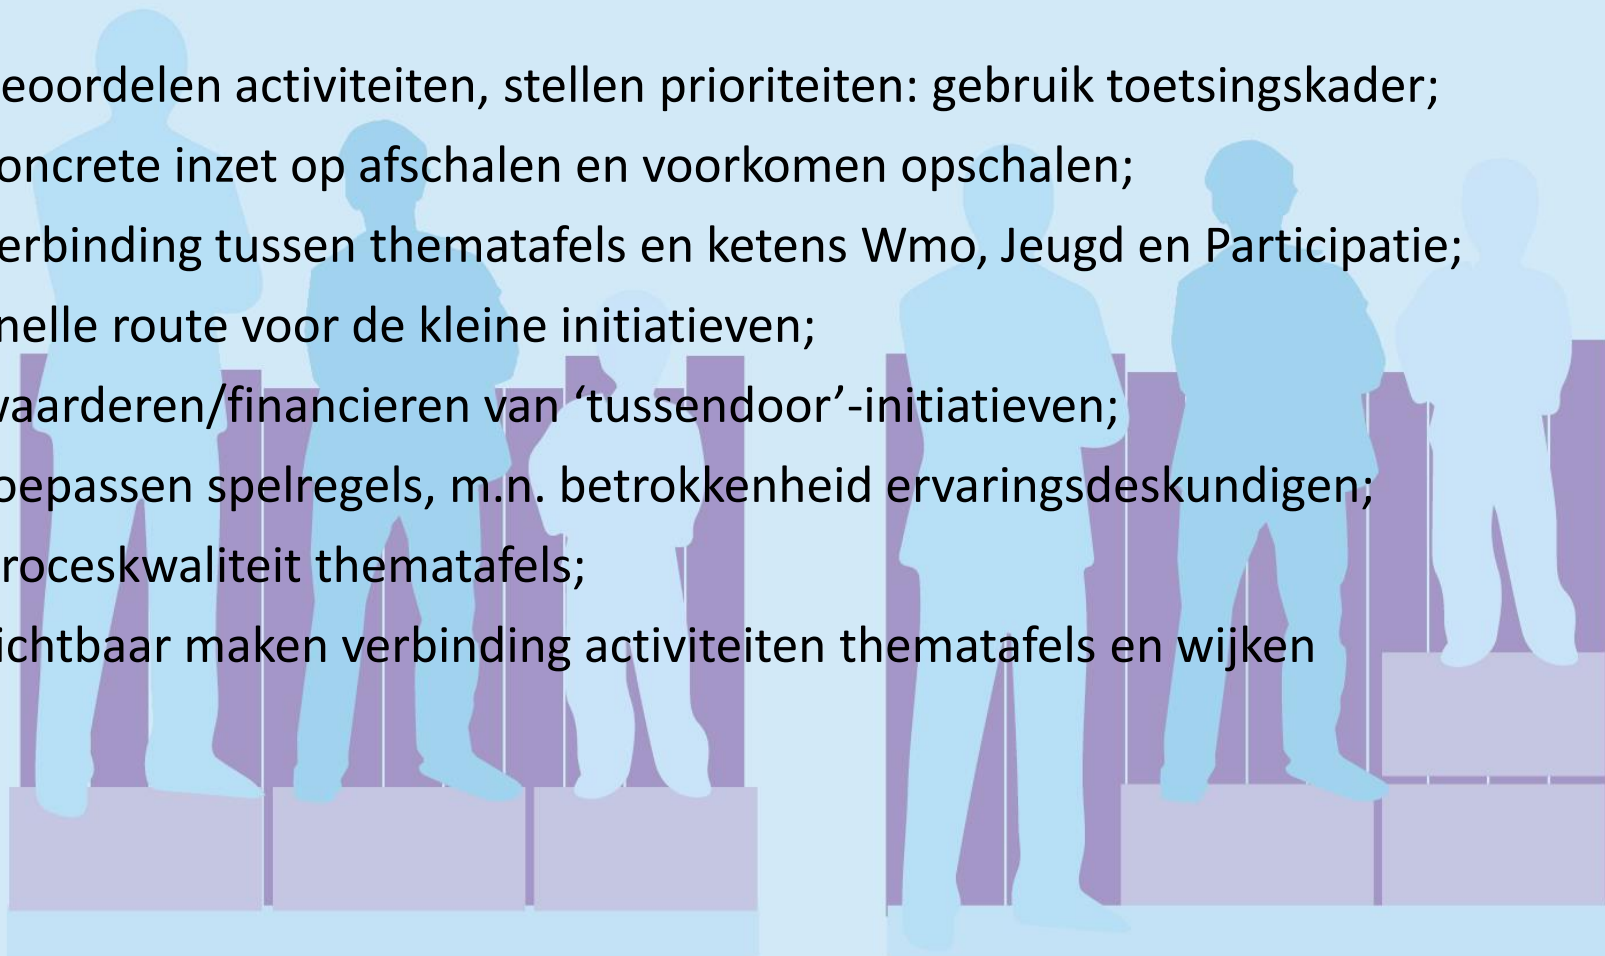 eoordelen activiteiten, stellen prioriteiten: gebruik toetsingskader;
oncrete inzet op afschalen en voorkomen opschalen;
erbinding tussen thematafels en ketens Wmo, Jeugd en Participatie;
nelle route voor de kleine initiatieven;
waarderen/financieren van ‘tussendoor’-initiatieven;
oepassen spelregels, m.n. betrokkenheid ervaringsdeskundigen;
roceskwaliteit thematafels;
ichtbaar maken verbinding activiteiten thematafels en wijken